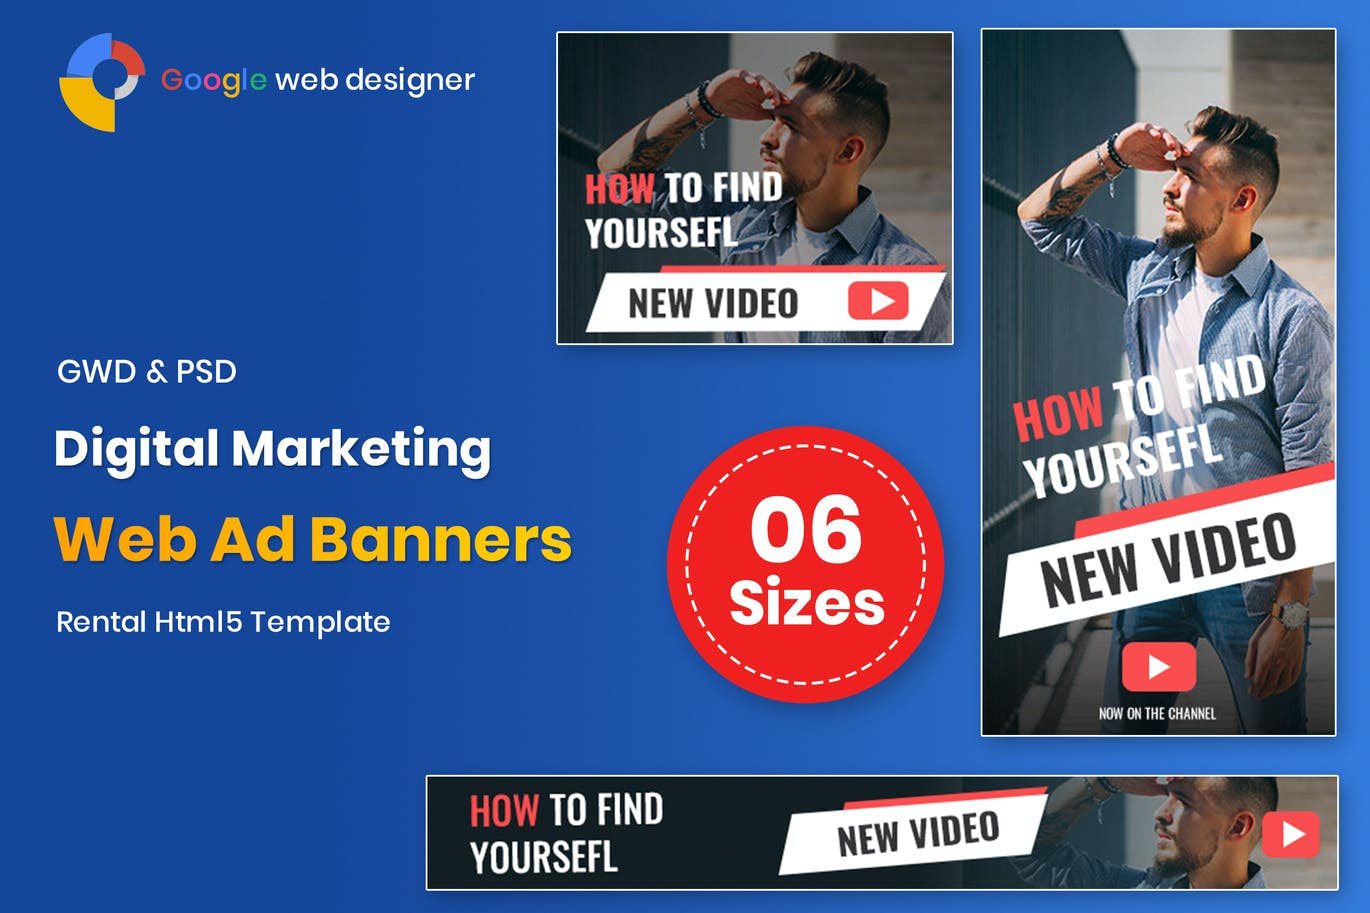 Google web designer
GWD & PSD
Digital Marketing
Web Ad Banners
Rental Html5 Template
06
Sizes
HOW TO FIND
YOURSEFL
NEW VIDEO
HOW TO FIND
YOURSEFL
NEW VIDEO
NOW ON THE CHANNEL
HOW TO FIND
YOURSEFL
NEW VIDEO